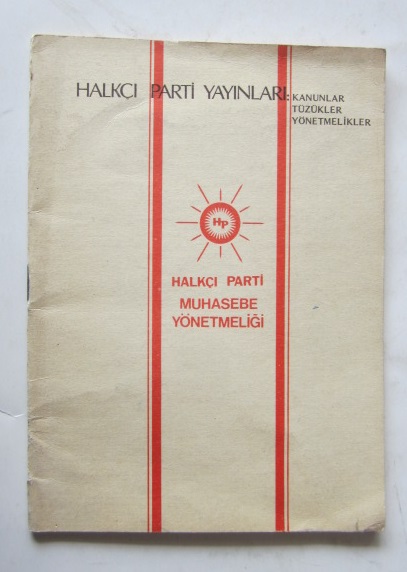 HALKÇI PARTİ YAYINLARI: KANUNLAR
TÜZÜKLER
YÖNETMELİKLER
Hp
HALKÇI PARTİ
MUHASEBE
YÖNETMELİĞİ